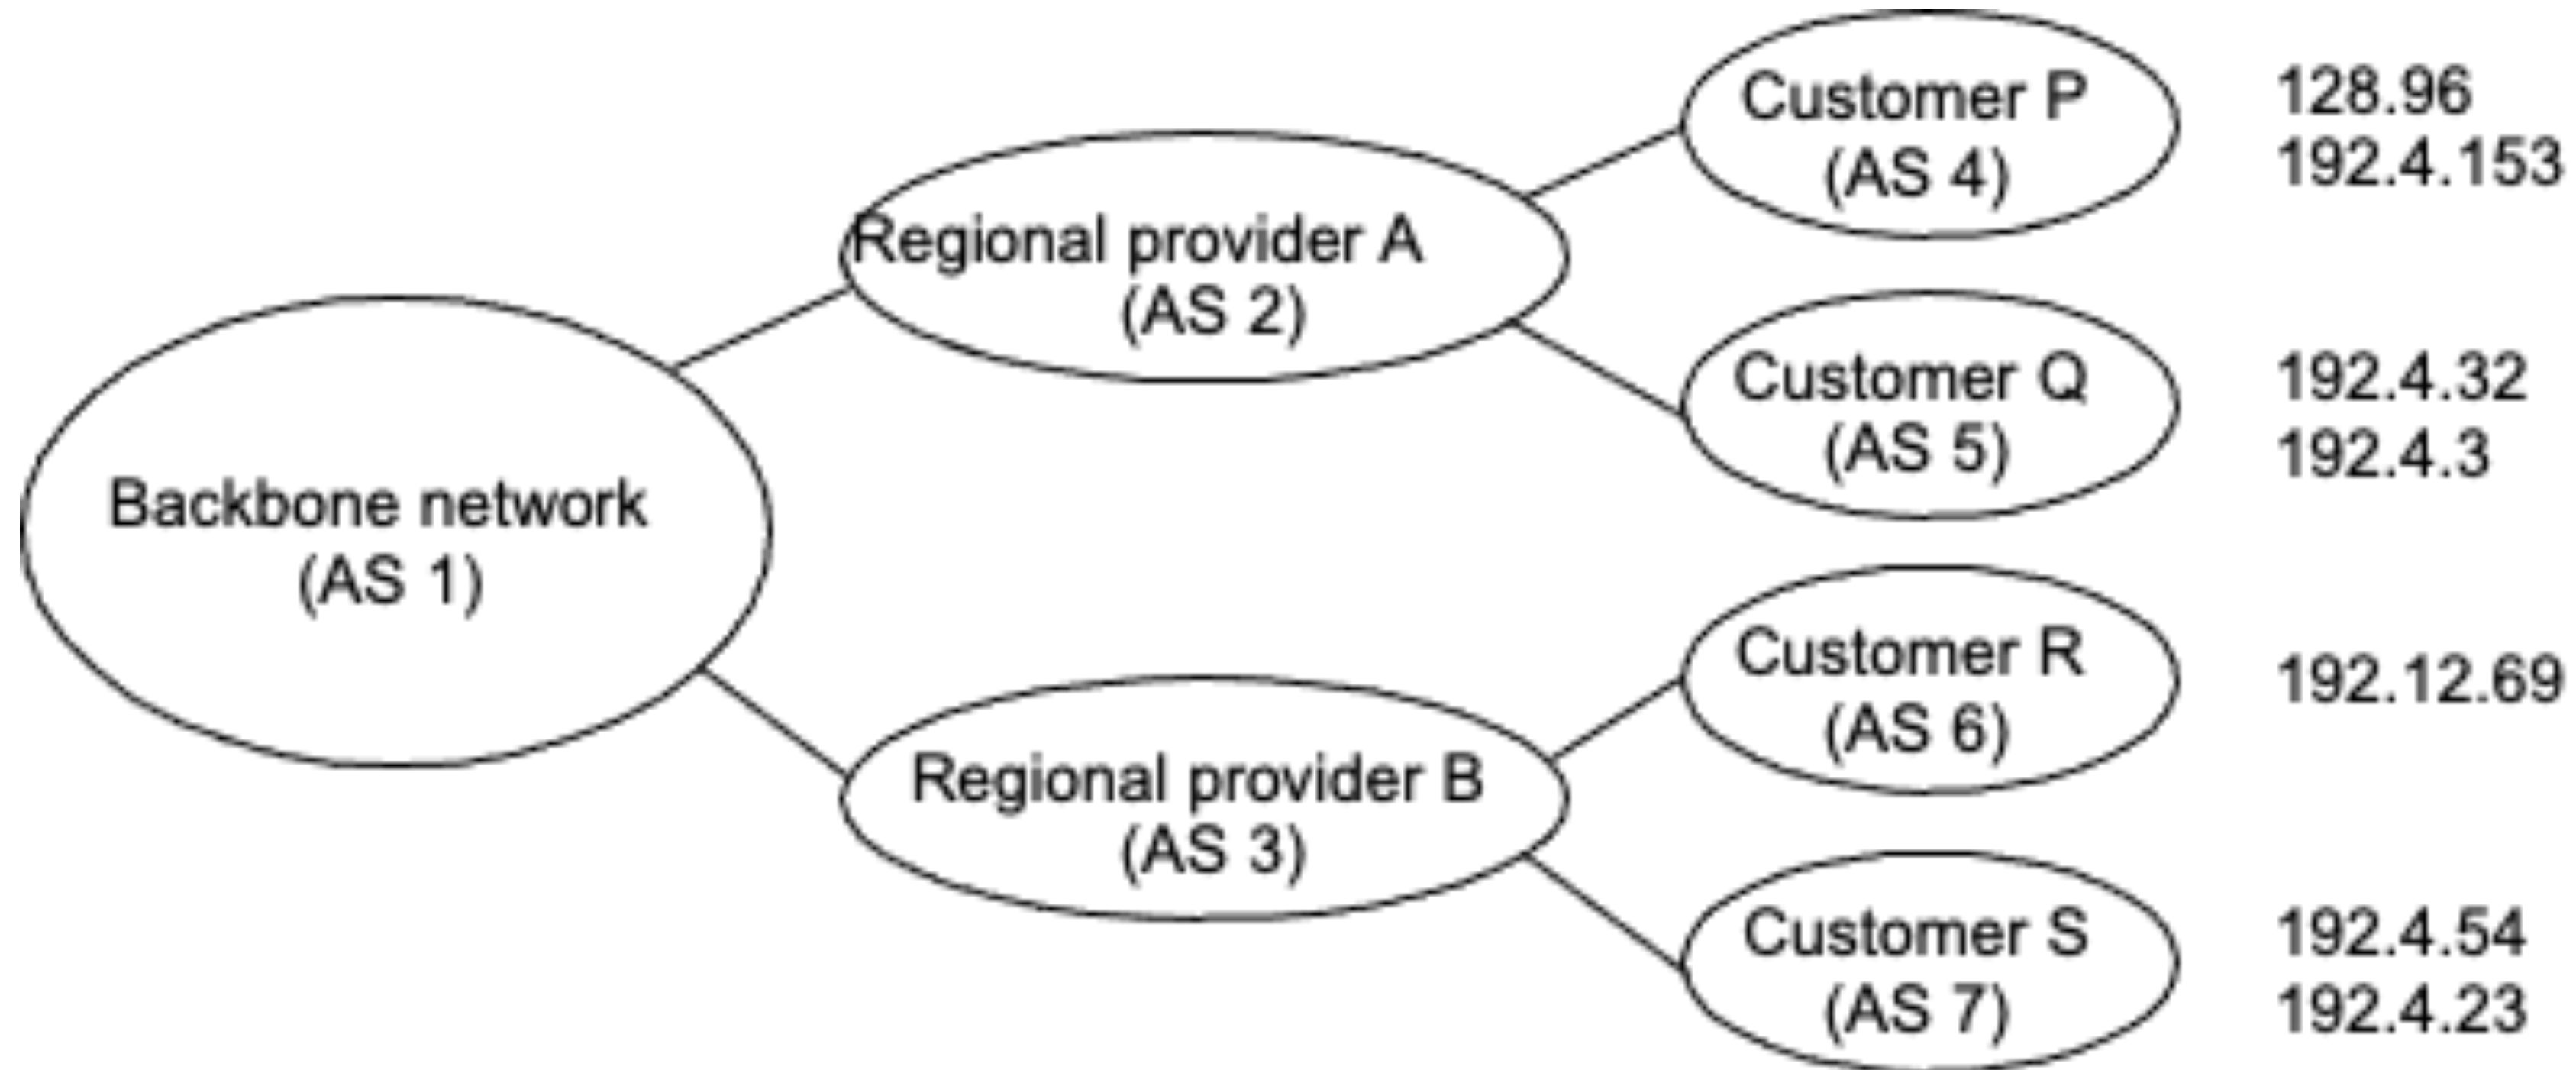 Backbone network
(AS 1)
Regional provider A
(AS 2)
Regional provider B
(AS 3)
Customer P
(AS 4)
128.96
192.4.153
Customer Q
(AS 5)
192.4.32
192.4.3
Customer R
(AS 6)
192.12.69
Customer S
(AS 7)
192.4.54
192.4.23